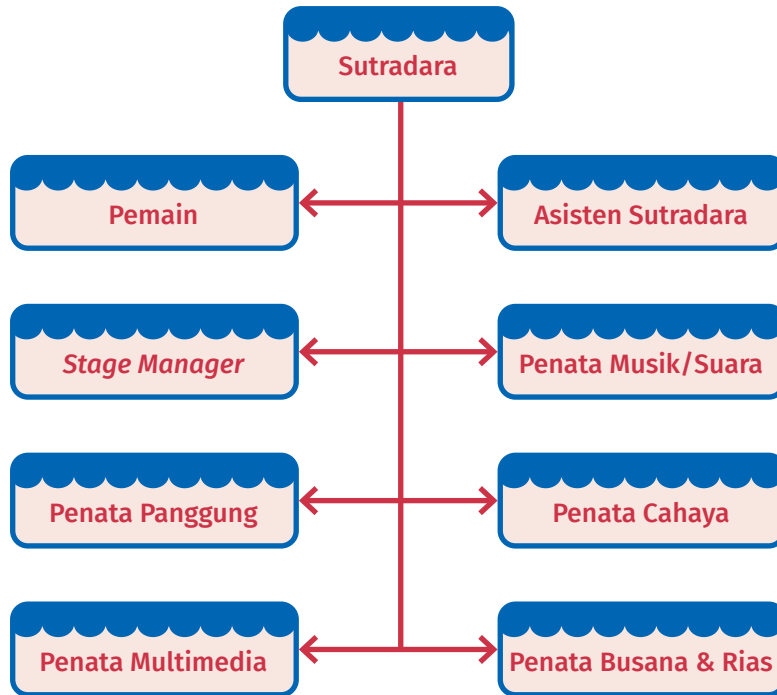 Sutradara
Pemain
Asisten Sutradara
Stage Manager
Penata Musik/Suara
Penata Panggung
Penata Cahaya
Penata Multimedia
Penata Busana & Rias